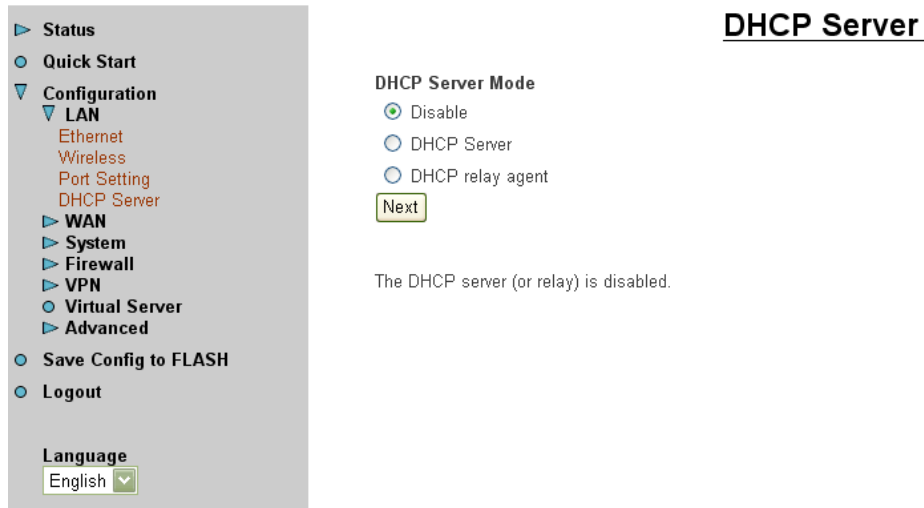 Status
Quick Start
Configuration
LAN
Ethernet
Wireless
Port Setting
DHCP Server
WAN
System
Firewall
VPN
Virtual Server
Advanced
Save Config to FLASH
Logout
Language
English
DHCP Server
DHCP Server Mode
Disable
DHCP Server
DHCP relay agent
Next
The DHCP server (or relay) is disabled.